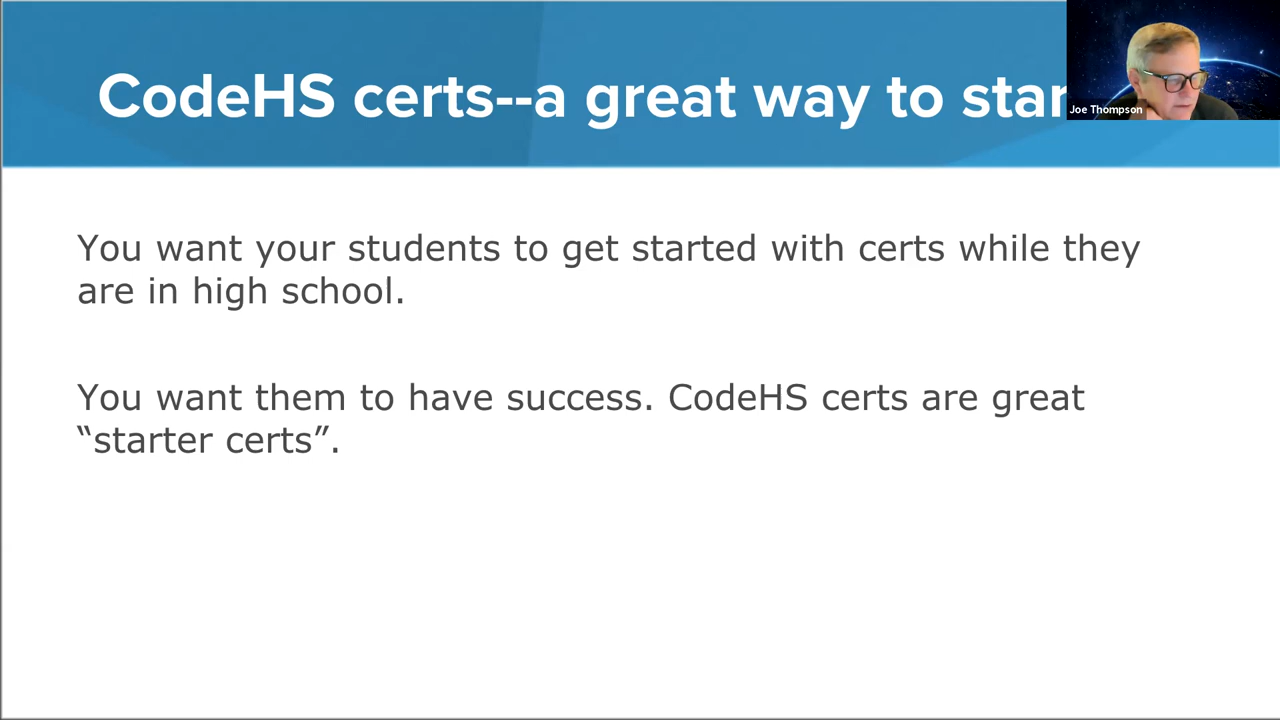 CodeHS certs--a great way to
Joe Thompson
You want your students to get started with certs while they
are in high school.
You want them to have success. CodeHS certs are great
“starter certs”.